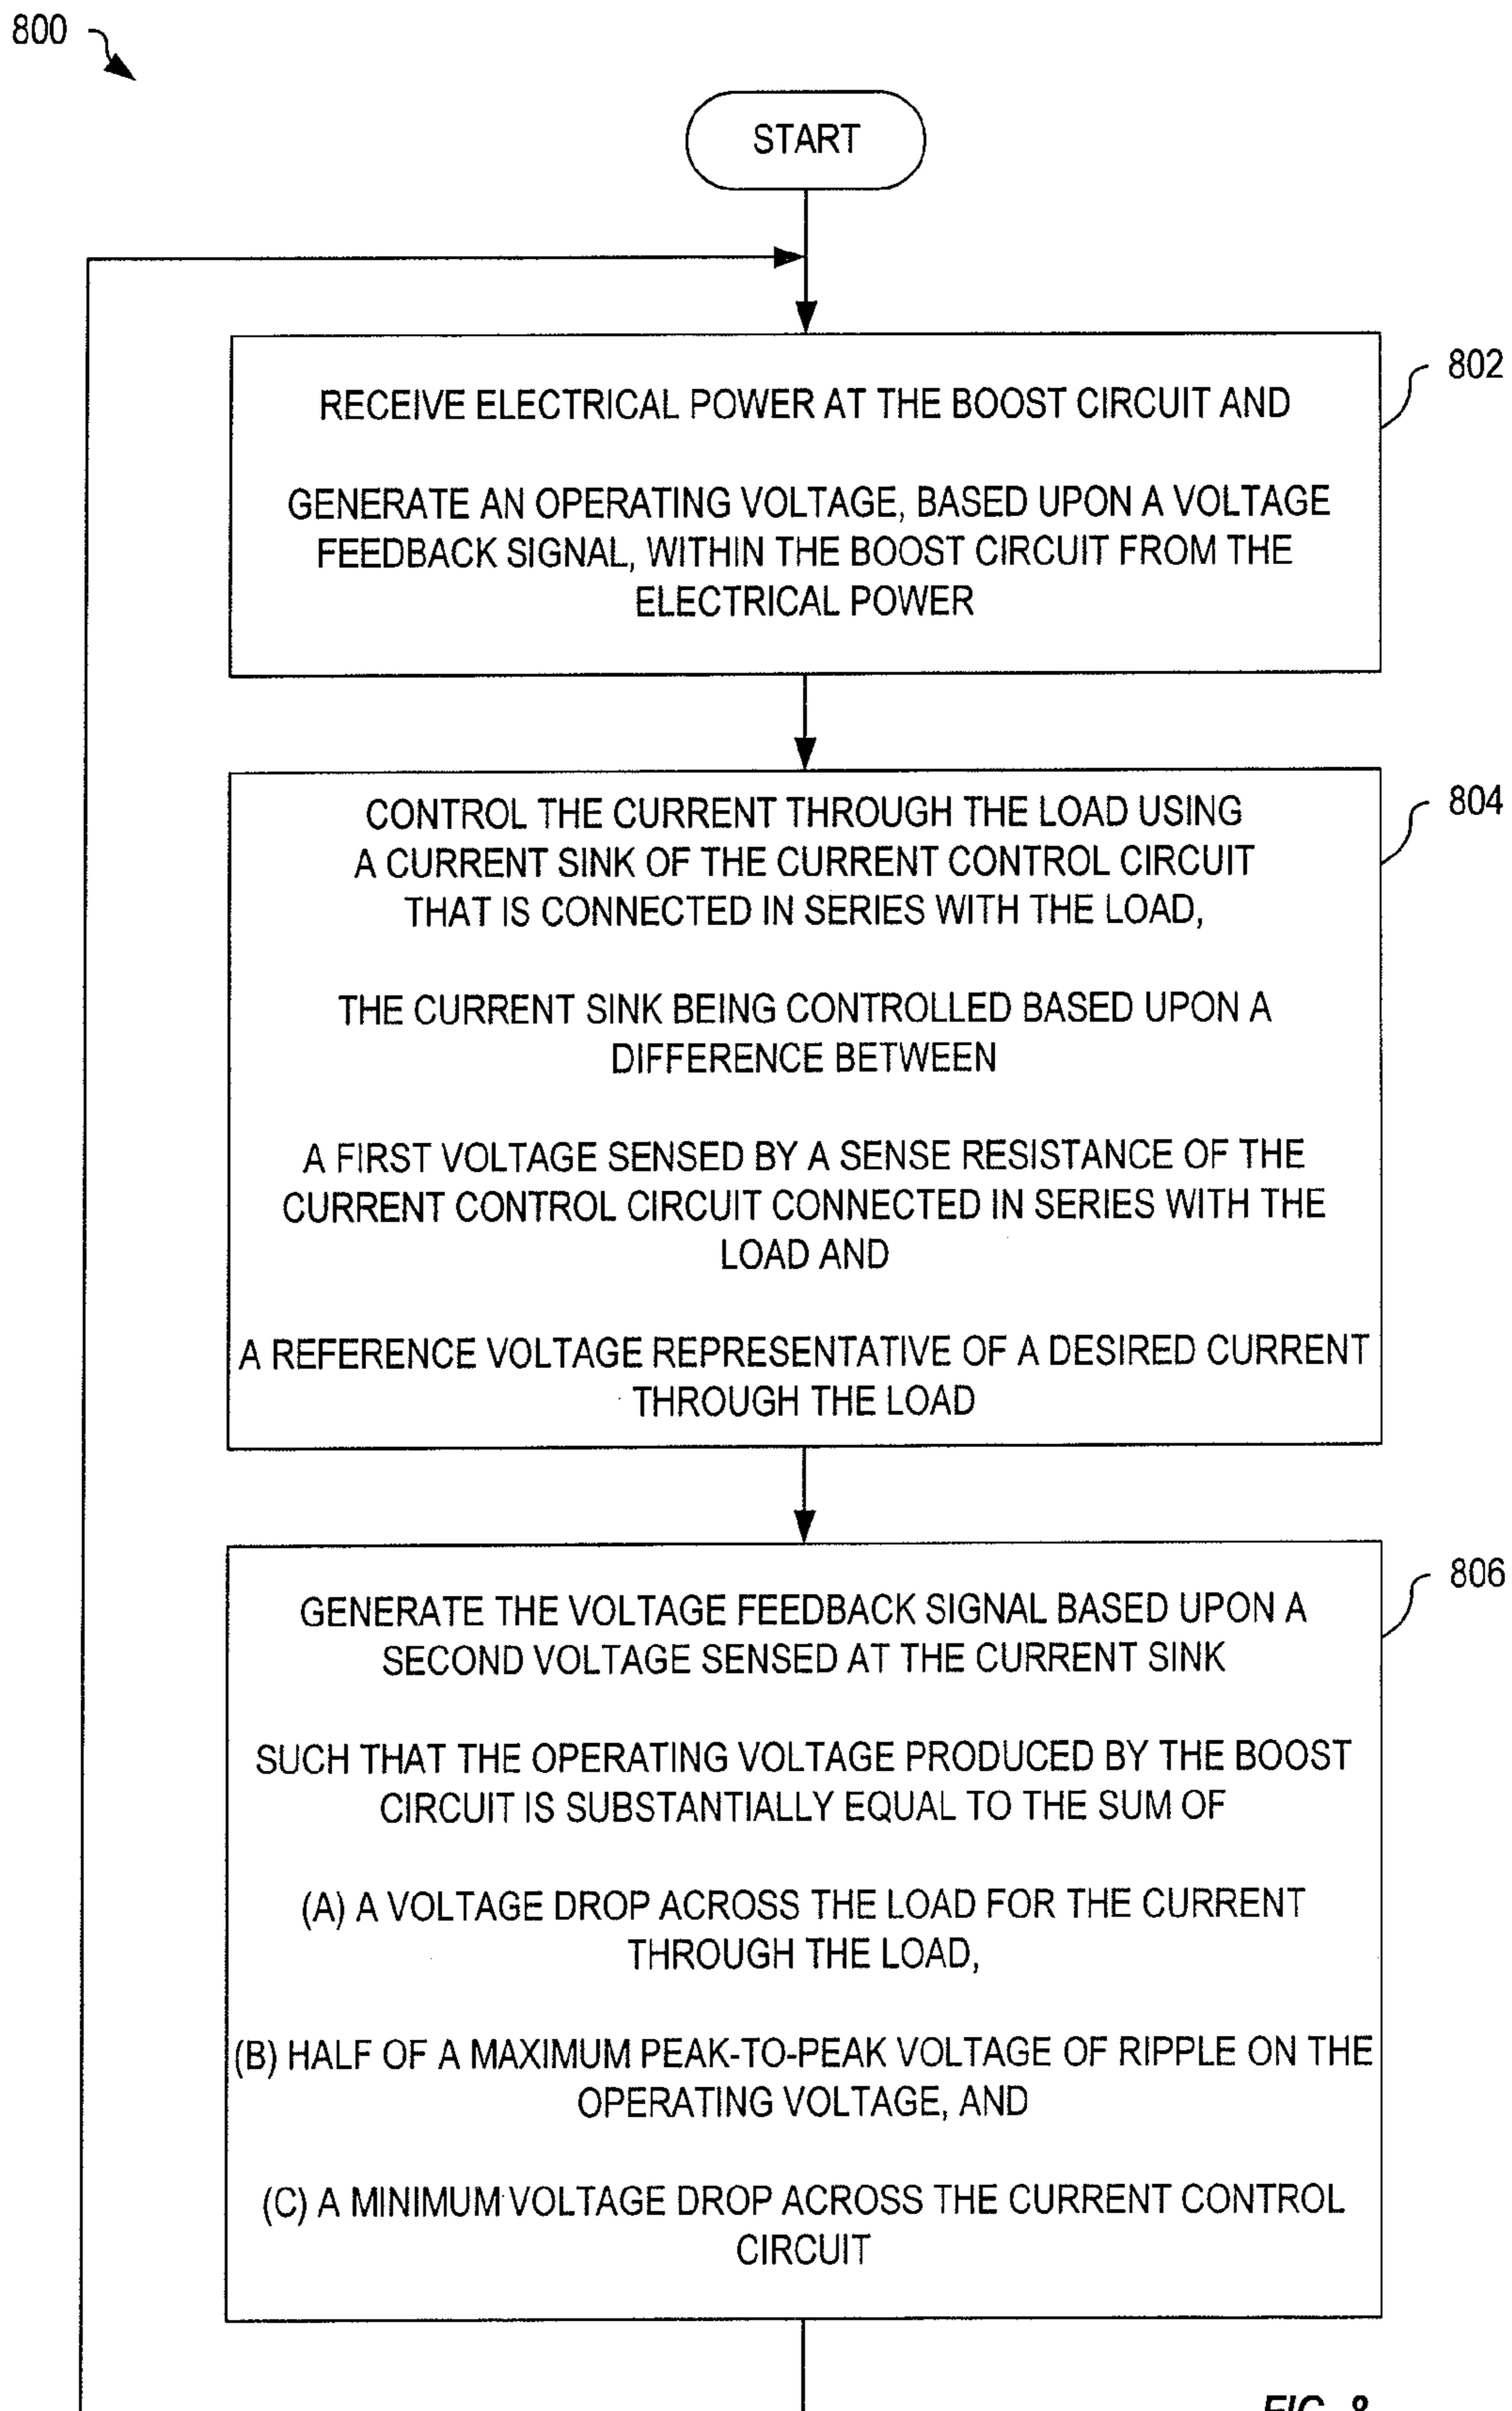 800
START
802
RECEIVE ELECTRICAL POWER AT THE BOOST CIRCUIT AND
GENERATE AN OPERATING VOLTAGE, BASED UPON A VOLTAGE
FEEDBACK SIGNAL, WITHIN THE BOOST CIRCUIT FROM THE
ELECTRICAL POWER
804
CONTROL THE CURRENT THROUGH THE LOAD USING
A CURRENT SINK OF THE CURRENT CONTROL CIRCUIT
THAT IS CONNECTED IN SERIES WITH THE LOAD,
THE CURRENT SINK BEING CONTROLLED BASED UPON A
DIFFERENCE BETWEEN
A FIRST VOLTAGE SENSED BY A SENSE RESISTANCE OF THE
CURRENT CONTROL CIRCUIT CONNECTED IN SERIES WITH THE
LOAD AND
A REFERENCE VOLTAGE REPRESENTATIVE OF A DESIRED CURRENT
THROUGH THE LOAD
806
GENERATE THE VOLTAGE FEEDBACK SIGNAL BASED UPON A
SECOND VOLTAGE SENSED AT THE CURRENT SINK
SUCH THAT THE OPERATING VOLTAGE PRODUCED BY THE BOOST
CIRCUIT IS SUBSTANTIALLY EQUAL TO THE SUM OF
(A) A VOLTAGE DROP ACROSS THE LOAD FOR THE CURRENT
THROUGH THE LOAD,
(B) HALF OF A MAXIMUM PEAK-TO-PEAK VOLTAGE OF RIPPLE ON THE
OPERATING VOLTAGE, AND
(C) A MINIMUM VOLTAGE DROP ACROSS THE CURRENT CONTROL
CIRCUIT
FIG. 8